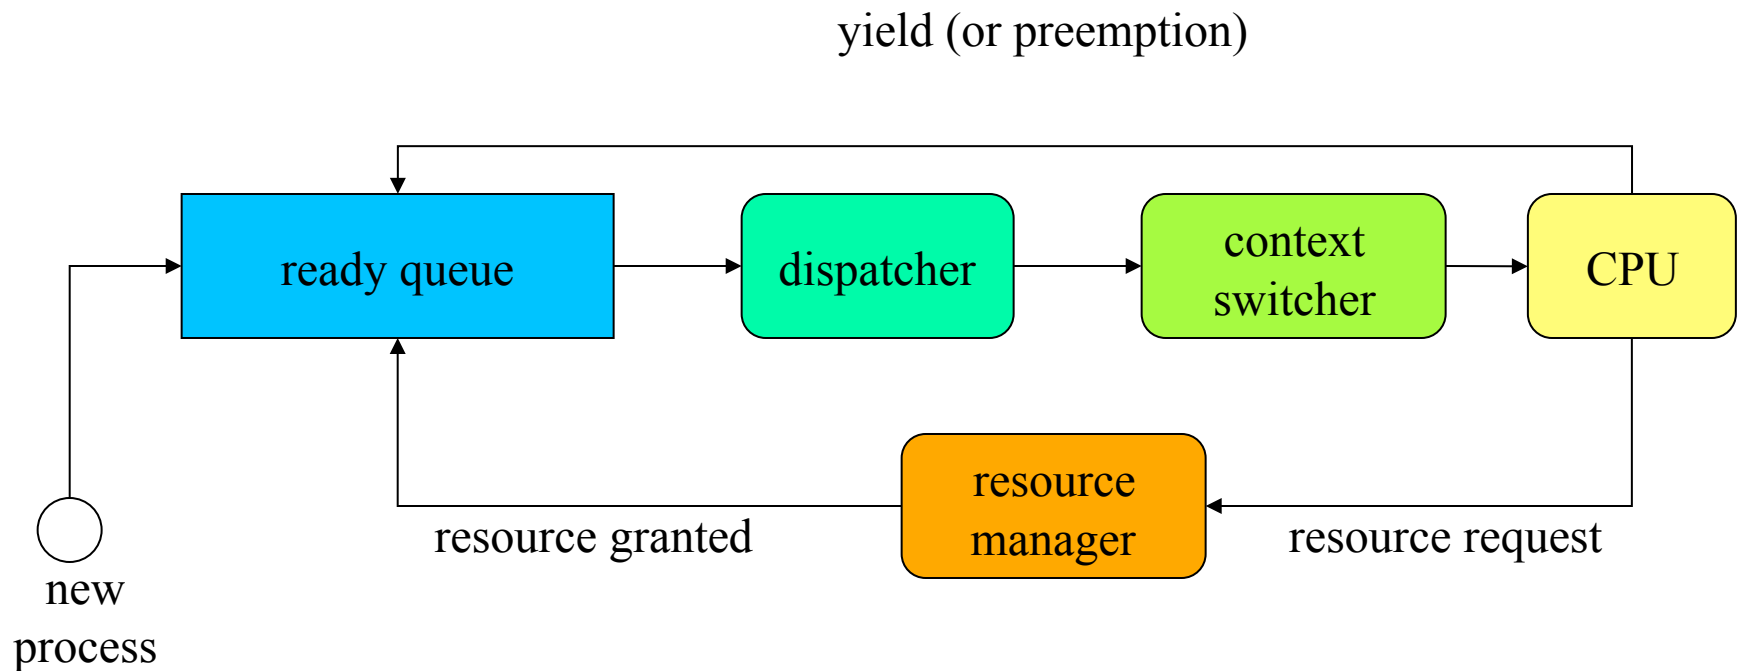 yield (or preemption)
ready queue
dispatcher
context
switcher
CPU
resource
manager
resource granted
resource request
new
process